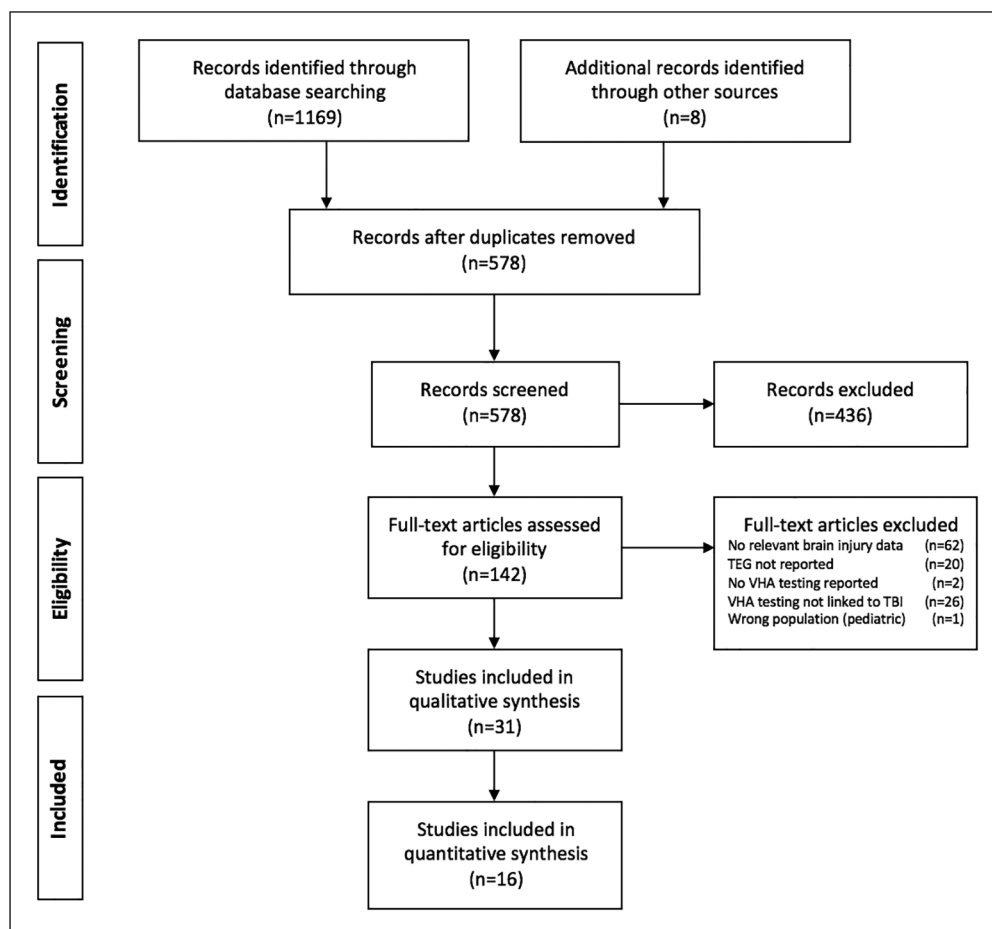 Identification
Records identified through
database searching
(n=1169)
Additional records identified
through other sources
(n=8)
Records after duplicates removed
(n=578)
Screening
Records screened
(n=578)
Records excluded
(n=436)
Eligibility
Full-text articles assessed
for eligibility
(n=142)
Full-text articles excluded
No relevant brain injury data (n=62)
TEG not reported (n=20)
No VHA testing reported (n=2)
VHA testing not linked to TBI (n=26)
Wrong population (pediatric) (n=1)
Studies included in
qualitative synthesis
(n=31)
Included
Studies included in
quantitative synthesis
(n=16)